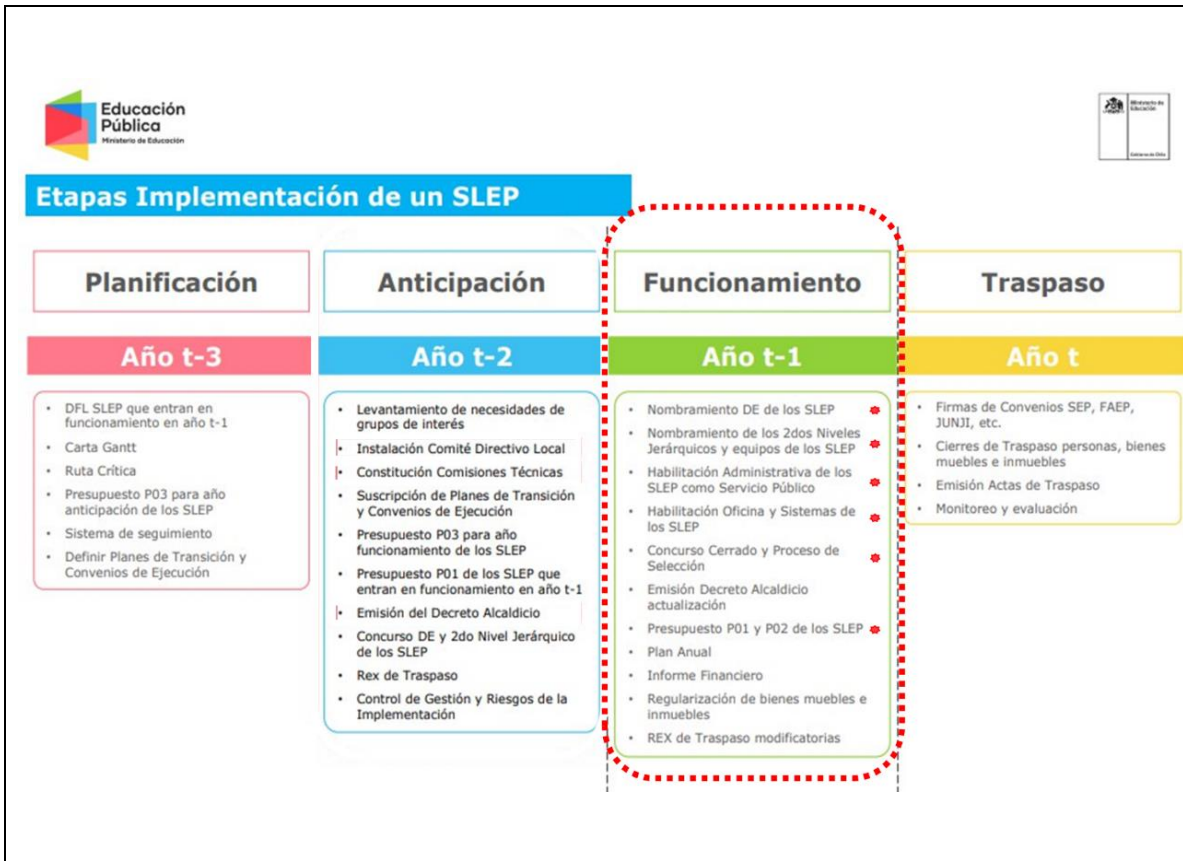 Educación
Pública
Ministerio de Educación
Ministerio de
Educación
Gobierno de Chile
Etapas Implementación de un SLEP
Planificación
Año t-3
• DFL SLEP que entran en
funcionamiento en año t-1
• Carta Gantt
• Ruta Crítica
• Presupuesto P03 para año
anticipación de los SLEP
• Sistema de seguimiento
• Definir Planes de Transición y
Convenios de Ejecución
Anticipación
Año t-2
• Levantamiento de necesidades de
grupos de interés
• Instalación Comité Directivo Local
• Constitución Comisiones Técnicas
• Suscripción de Planes de Transición
y Convenios de Ejecución
• Presupuesto P03 para año
funcionamiento de los SLEP
• Presupuesto P01 de los SLEP que
entran en funcionamiento en año t-1
• Emisión del Decreto Alcaldicio
• Concurso DE y 2do Nivel Jerárquico
de los SLEP
• Rex de Traspaso
• Control de Gestión y Riesgos de la
Implementación
Funcionamiento
Año t-1
• Nombramiento DE de los SLEP
• Nombramiento de los 2dos Niveles
Jerárquicos y equipos de los SLEP
• Habilitación Administrativa de los
SLEP como Servicio Público
• Habilitación Oficina y Sistemas de
los SLEP
• Concurso Cerrado y Proceso de
Selección
• Emisión Decreto Alcaldicio
actualización
• Presupuesto P01 y P02 de los SLEP
• Plan Anual
• Informe Financiero
• Regularización de bienes muebles e
inmuebles
• REX de Traspaso modificatorias
Traspaso
Año t
• Firmas de Convenios SEP, FAEP,
JUNJI, etc.
• Cierres de Traspaso personas, bienes
muebles e inmuebles
• Emisión Actas de Traspaso
• Monitoreo y evaluación